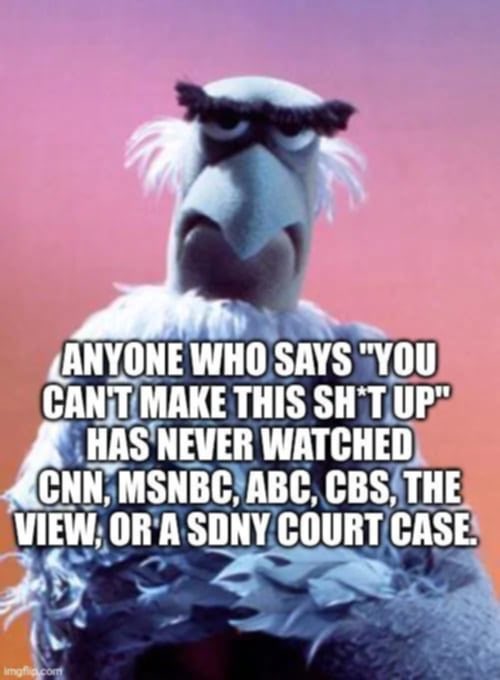 ANYONE WHO SAYS "YOU
CAN'T MAKE THIS SH*T UP"
HAS NEVER WATCHED
CNN, MSNBC, ABC, CBS, THE
VIEW, OR A SDNY COURT CASE.
imgflip.com